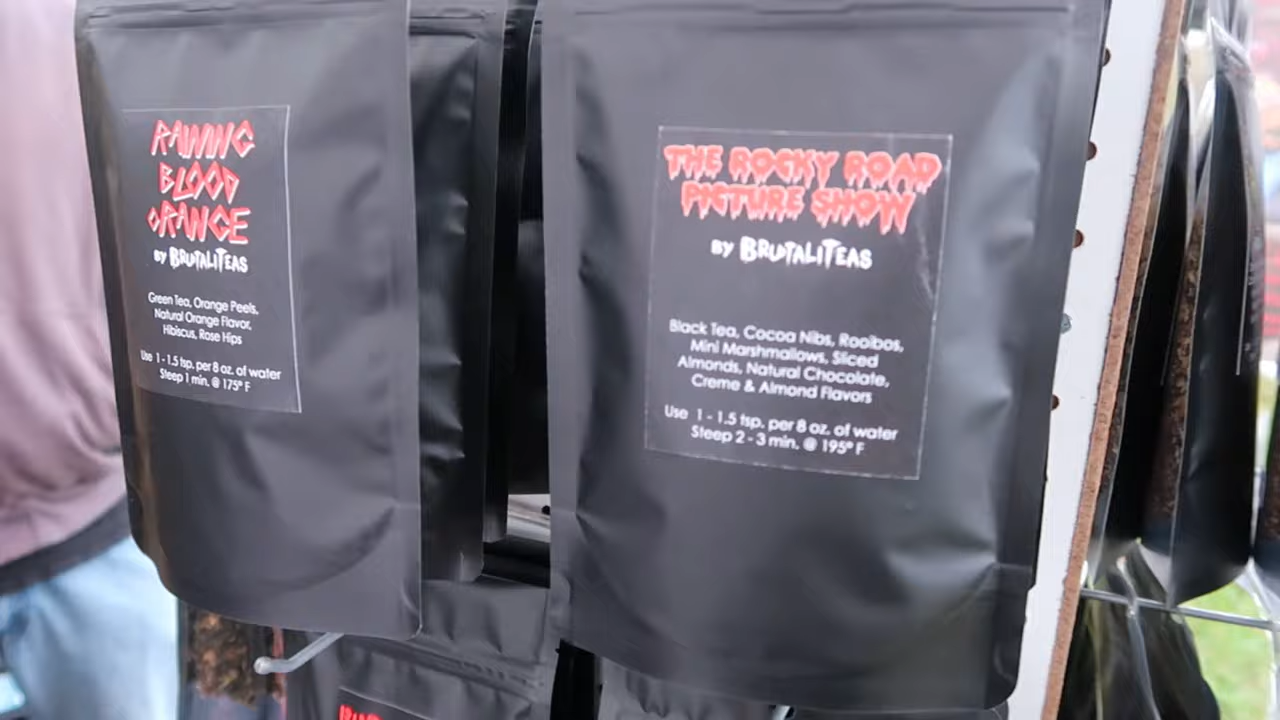 RAINING
BLOOD
ORANGE
BY BRUTALITEAS
Green Tea, Orange Peels,
Natural Orange Flavor,
Hibiscus, Rose Hips
Use 1 - 1.5 tsp. per 8 oz. of water
Steep 1 min. @ 175° F
THE ROCKY ROAD
PICTURE SHOW
BY BRUTALITEAS
Black Tea, Cocoa Nibs, Rooibos,
Mini Marshmallows, Sliced
Almonds, Natural Chocolate,
Creme & Almond Flavors
Use 1 - 1.5 tsp. per 8 oz. of water
Steep 2 - 3 min. @ 195° F